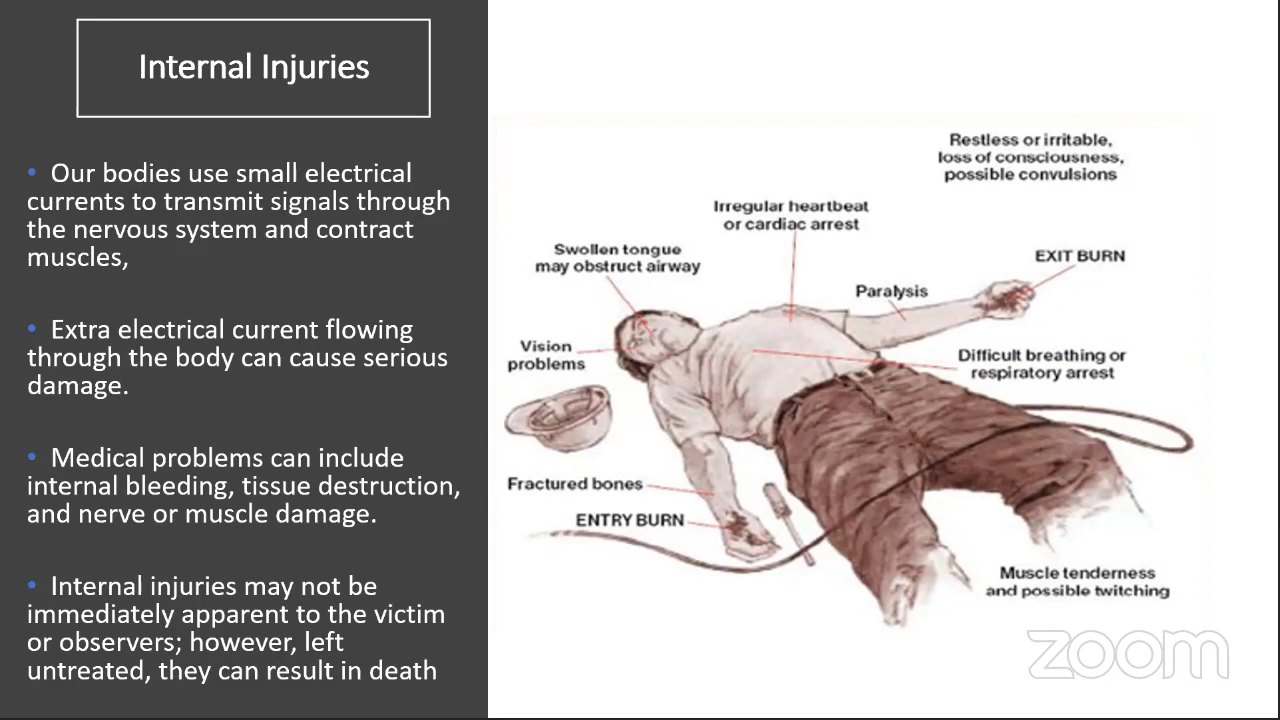 Internal Injuries
• Our bodies use small electrical
currents to transmit signals through
the nervous system and contract
muscles,
• Extra electrical current flowing
through the body can cause serious
damage.
• Medical problems can include
internal bleeding, tissue destruction,
and nerve or muscle damage.
• Internal injuries may not be
immediately apparent to the victim
or observers; however, left
untreated, they can result in death
Restless or irritable,
loss of consciousness,
possible convulsions
Irregular heartbeat
or cardiac arrest
Swollen tongue
may obstruct airway
EXIT BURN
Paralysis
Vision
problems
Difficult breathing or
respiratory arrest
Fractured bones
ENTRY BURN
Muscle tenderness
and possible twitching
zoom